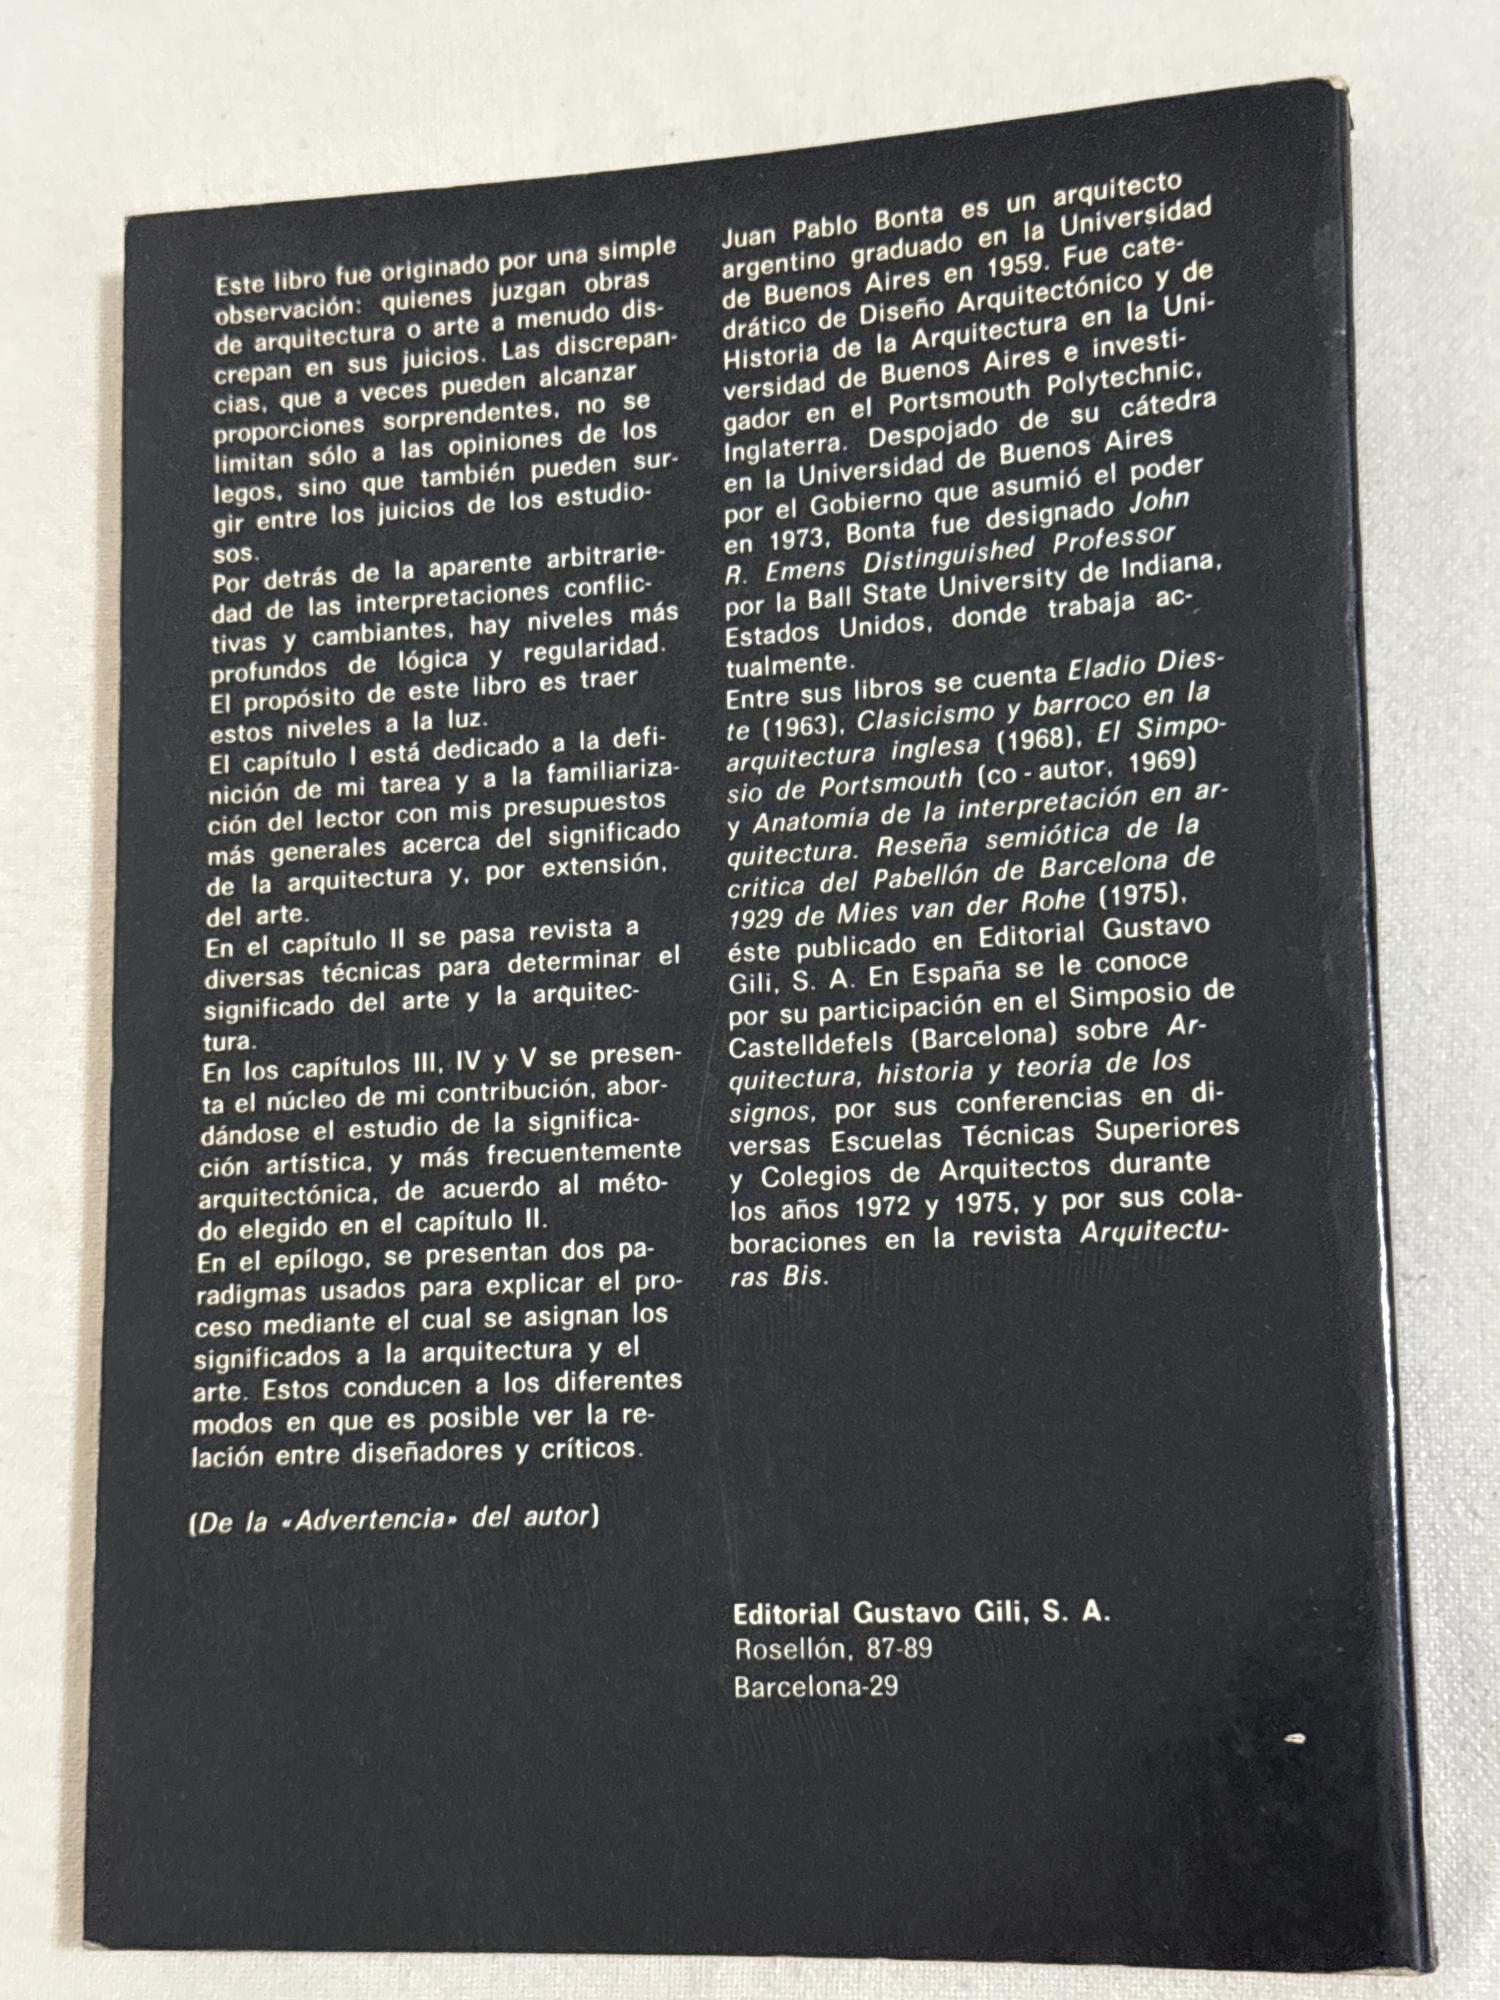 Este libro fue originado por una simple
observación: quienes juzgan obras
de arquitectura o arte a menudo dis-
crepan en sus juicios. Las discrepan-
cias, que a veces pueden alcanzar
proporciones sorprendentes, no se
limitan sólo a las opiniones de los
legos, sino que también pueden sur-
gir entre los juicios de los estudio-
sos.
Por detrás de la aparente arbitrarie-
dad de las interpretaciones conflic-
tivas y cambiantes, hay niveles más
profundos de lógica y regularidad.
El propósito de este libro es traer
estos niveles a la luz.
El capítulo I está dedicado a la defi-
nición de mi tarea y a la familiariza-
ción del lector con mis presupuestos
más generales acerca del significado
de la arquitectura y, por extensión,
del arte.
En el capítulo II se pasa revista a
diversas técnicas para determinar el
significado del arte y la arquitec-
tura.
En los capítulos III, IV y V se presen-
ta el núcleo de mi contribución, abor-
dándose el estudio de la significa-
ción artística, y más frecuentemente
arquitectónica, de acuerdo al méto-
do elegido en el capítulo II.
En el epílogo, se presentan dos pa-
radigmas usados para explicar el pro-
ceso mediante el cual se asignan los
significados a la arquitectura y el
arte. Estos conducen a los diferentes
modos en que es posible ver la re-
lación entre diseñadores y críticos.
(De la «Advertencia» del autor)
Juan Pablo Bonta es un arquitecto
argentino graduado en la Universidad
de Buenos Aires en 1959. Fue cate-
drático de Diseño Arquitectónico y de
Historia de la Arquitectura en la Uni-
versidad de Buenos Aires e investi-
gador en el Portsmouth Polytechnic,
Inglaterra. Despojado de su cátedra
en la Universidad de Buenos Aires
por el Gobierno que asumió el poder
en 1973, Bonta fue designado John
R. Emens Distinguished Professor
por la Ball State University de Indiana,
Estados Unidos, donde trabaja ac-
tualmente.
Entre sus libros se cuenta Eladio Dies-
te (1963), Clasicismo y barroco en la
arquitectura inglesa (1968), El Simpo-
sio de Portsmouth (co-autor, 1969)
y Anatomía de la interpretación en ar-
quitectura. Reseña semiótica de la
crítica del Pabellón de Barcelona de
1929 de Mies van der Rohe (1975),
éste publicado en Editorial Gustavo
Gili, S. A. En España se le conoce
por su participación en el Simposio de
Castelldefels (Barcelona) sobre Ar-
quitectura, historia y teoría de los
signos, por sus conferencias en di-
versas Escuelas Técnicas Superiores
y Colegios de Arquitectos durante
los años 1972 y 1975, y por sus cola-
boraciones en la revista Arquitectu-
ras Bis.
Editorial Gustavo Gili, S. A.
Rosellón, 87-89
Barcelona-29